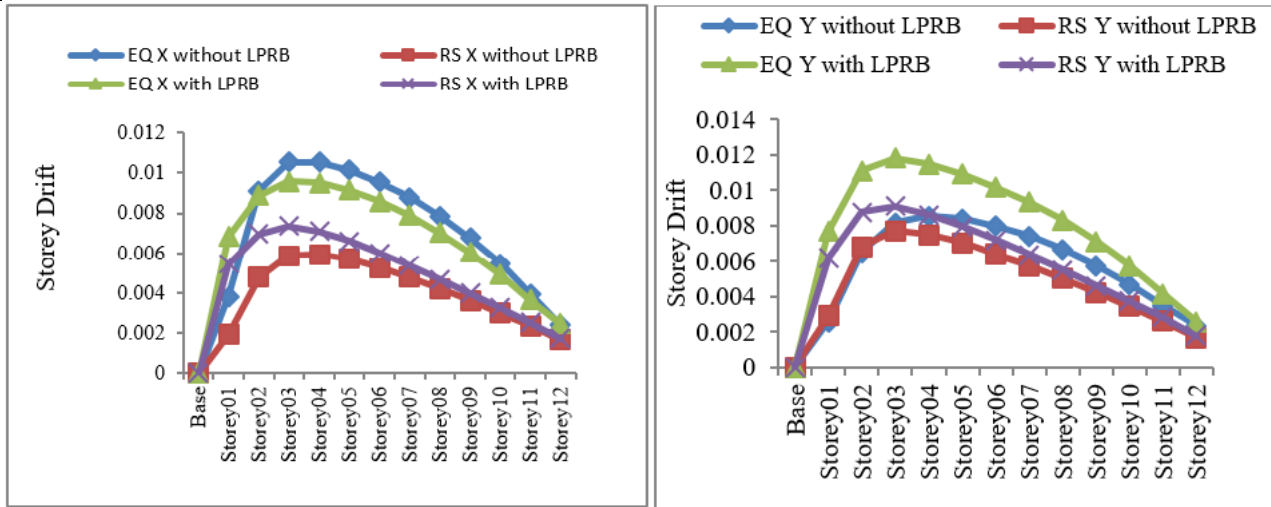 EQ X without LPRB
RS X without LPRB
EQ X with LPRB
RS X with LPRB
Storey Drift
0.012
0.01
0.008
0.006
0.004
0.002
0
Base
Storey01
Storey02
Storey03
Storey04
Storey05
Storey06
Storey07
Storey08
Storey09
Storey10
Storey11
Storey12
EQ Y without LPRB
RS Y without LPRB
EQ Y with LPRB
RS Y with LPRB
Storey Drift
0.014
0.012
0.01
0.008
0.006
0.004
0.002
0
Base
Storey01
Storey02
Storey03
Storey04
Storey05
Storey06
Storey07
Storey08
Storey09
Storey10
Storey11
Storey12